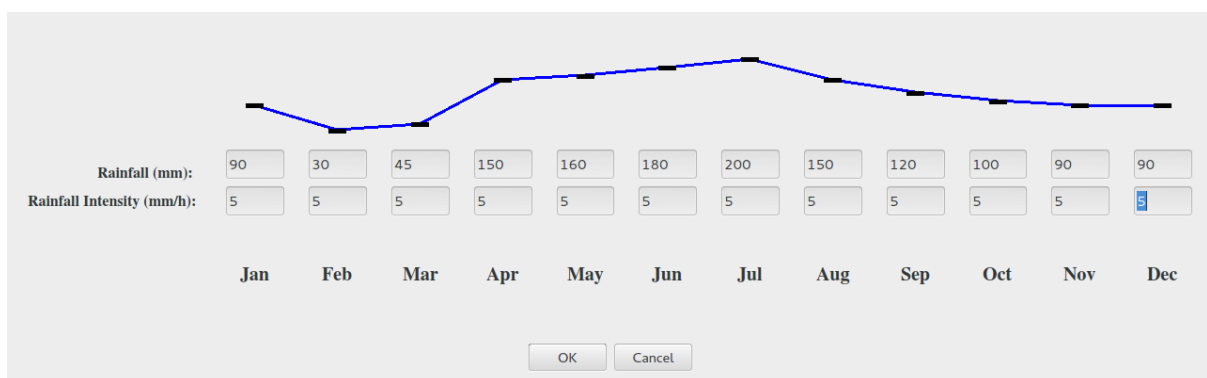 Rainfall (mm): 90 30 45 150 160 180 200 150 120 100 90 90
Rainfall Intensity (mm/h): 5 5 5 5 5 5 5 5 5 5 5 5
Jan Feb Mar Apr May Jun Jul Aug Sep Oct Nov Dec
OK Cancel